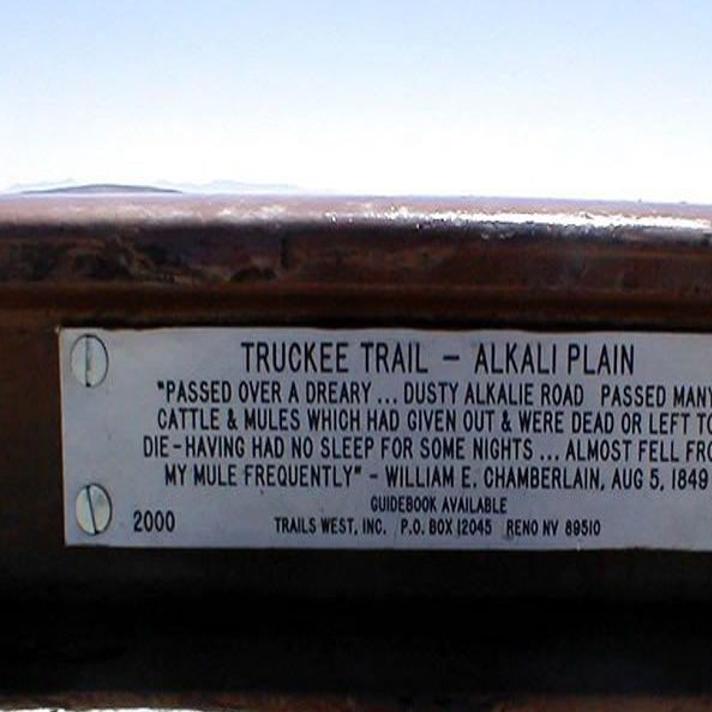 TRUCKEE TRAIL – ALKALI PLAIN
"PASSED OVER A DREARY ... DUSTY ALKALIE ROAD PASSED MANY
CATTLE & MULES WHICH HAD GIVEN OUT & WERE DEAD OR LEFT TO
DIE - HAVING HAD NO SLEEP FOR SOME NIGHTS ... ALMOST FELL FRO
MY MULE FREQUENTLY" - WILLIAM E. CHAMBERLAIN, AUG 5, 1849
GUIDEBOOK AVAILABLE
2000 TRAILS WEST, INC. P.O. BOX 12045 RENO NV 89510